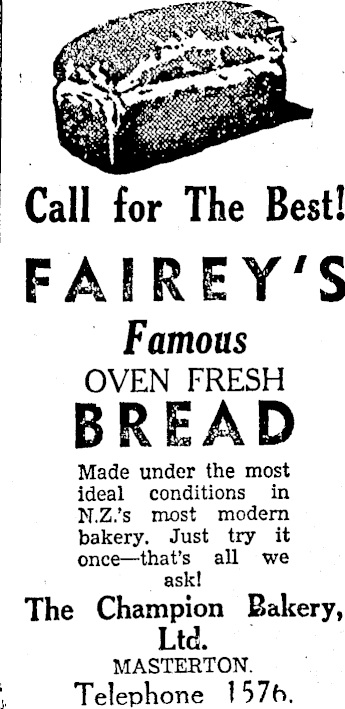 Call for The Best!
FAIREY'S
Famous
OVEN FRESH
BREAD
Made under the most
ideal conditions in
N.Z.'s most modern
bakery. Just try it
once—that's all we
ask!
The Champion Bakery,
Ltd.
MASTERTON.
Telephone 1576.